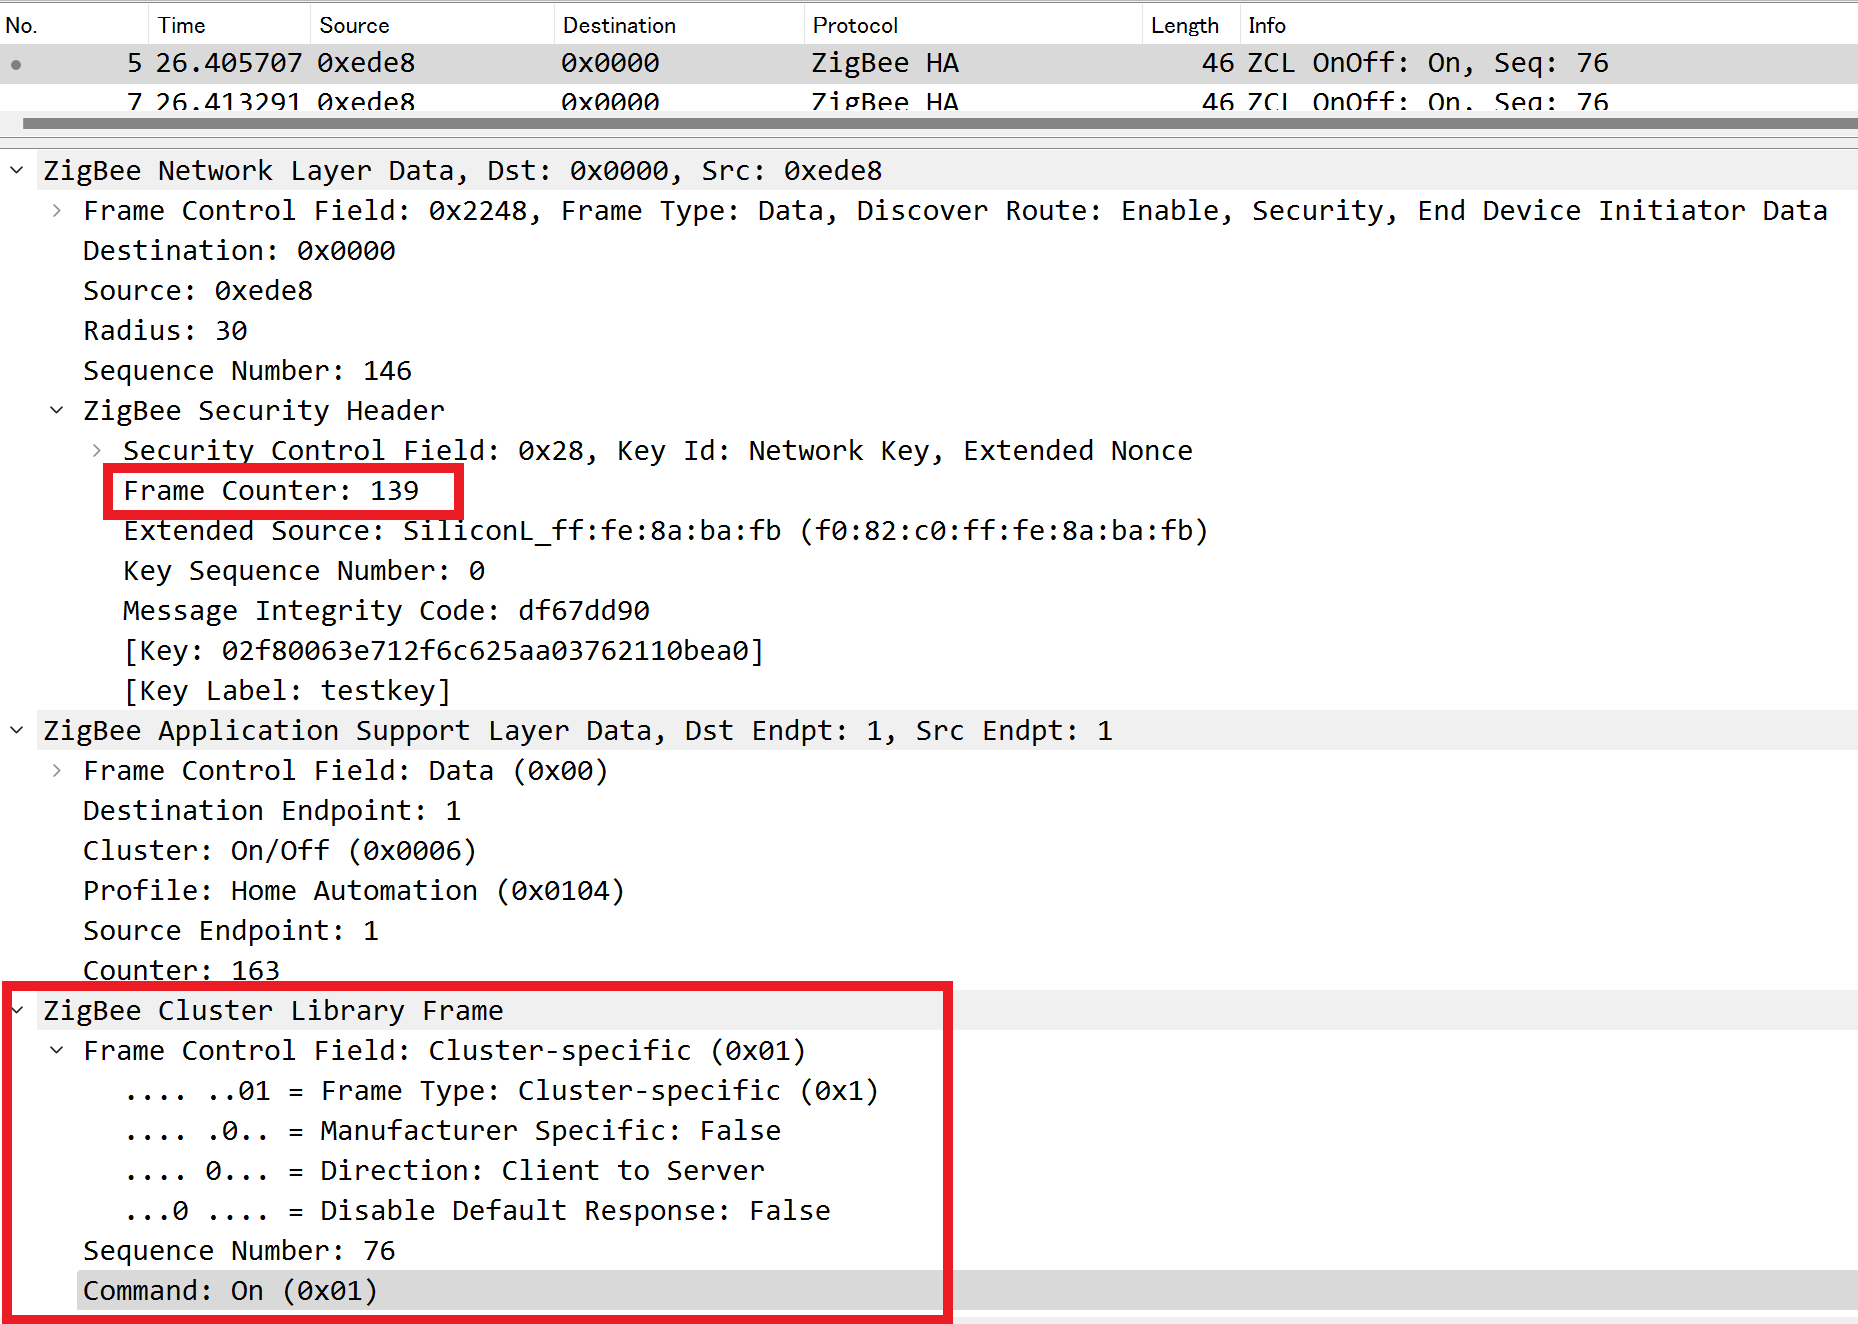 No. Time Source Destination Protocol Length Info
5 26.405707 0xede8 0x0000 ZigBee HA 46 ZCL OnOff: On, Seq: 76
7 26.413291 0xede8 0x0000 ZigBee HA 46 ZCL OnOff: On, Seq: 76
ZigBee Network Layer Data, Dst: 0x0000, Src: 0xede8
Frame Control Field: 0x2248, Frame Type: Data, Discover Route: Enable, Security, End Device Initiator Data
Destination: 0x0000
Source: 0xede8
Radius: 30
Sequence Number: 146
ZigBee Security Header
Security Control Field: 0x28, Key Id: Network Key, Extended Nonce
Frame Counter: 139
Extended Source: SiliconL_ff:fe:8a:ba:fb (f0:82:c0:ff:fe:8a:ba:fb)
Key Sequence Number: 0
Message Integrity Code: df67dd90
[Key: 02f80063e712f6c625aa03762110bea0]
[Key Label: testkey]
ZigBee Application Support Layer Data, Dst Endpt: 1, Src Endpt: 1
Frame Control Field: Data (0x00)
Destination Endpoint: 1
Cluster: On/Off (0x0006)
Profile: Home Automation (0x0104)
Source Endpoint: 1
Counter: 163
ZigBee Cluster Library Frame
Frame Control Field: Cluster-specific (0x01)
.... ..01 = Frame Type: Cluster-specific (0x1)
.... .0.. = Manufacturer Specific: False
.... 0... = Direction: Client to Server
...0 .... = Disable Default Response: False
Sequence Number: 76
Command: On (0x01)